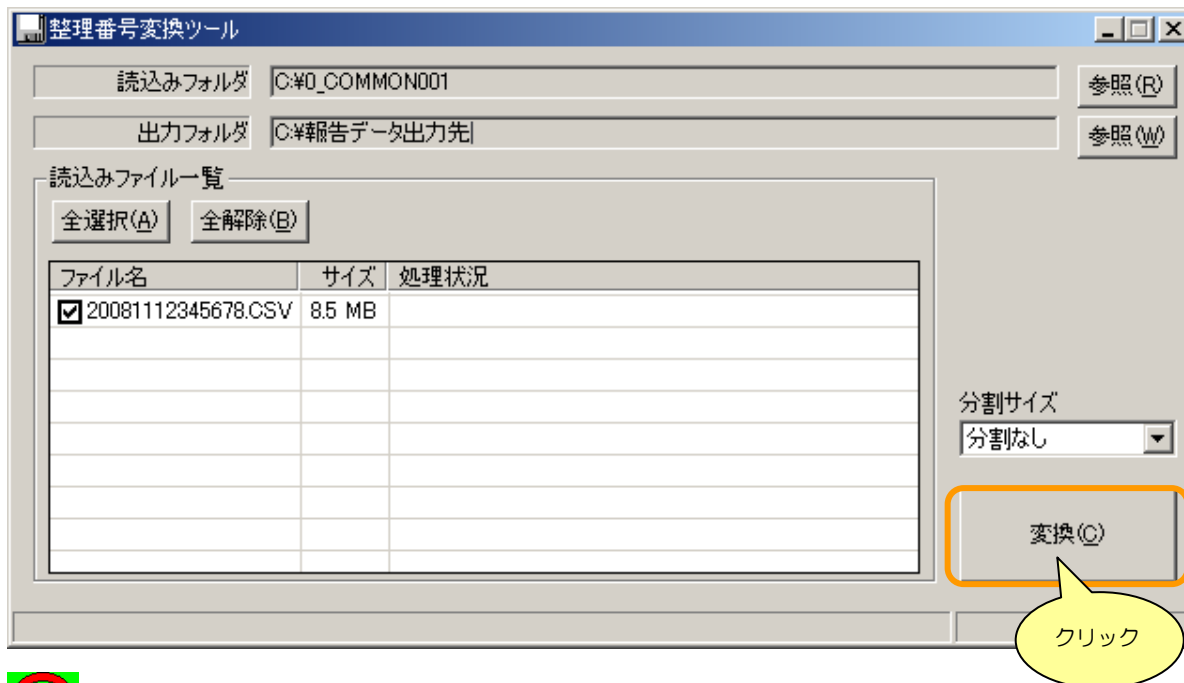 整理番号変換ツール
読込みフォルダ C:¥0_COMMON001 参照(R)
出力フォルダ C:¥報告データ出力先 参照(W)
読込みファイル一覧
全選択(A) 全解除(B)
ファイル名 サイズ 処理状況
20081112345678.CSV 8.5 MB
分割サイズ
分割なし
変換(C)
クリック